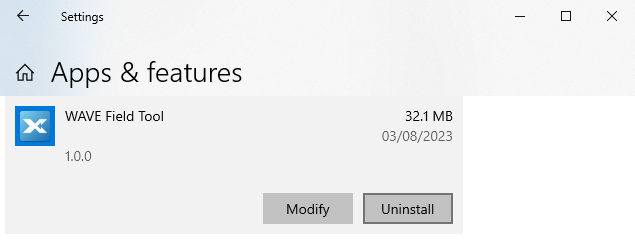 Settings
Apps & features
WAVE Field Tool 32.1 MB
03/08/2023
1.0.0
Modify Uninstall